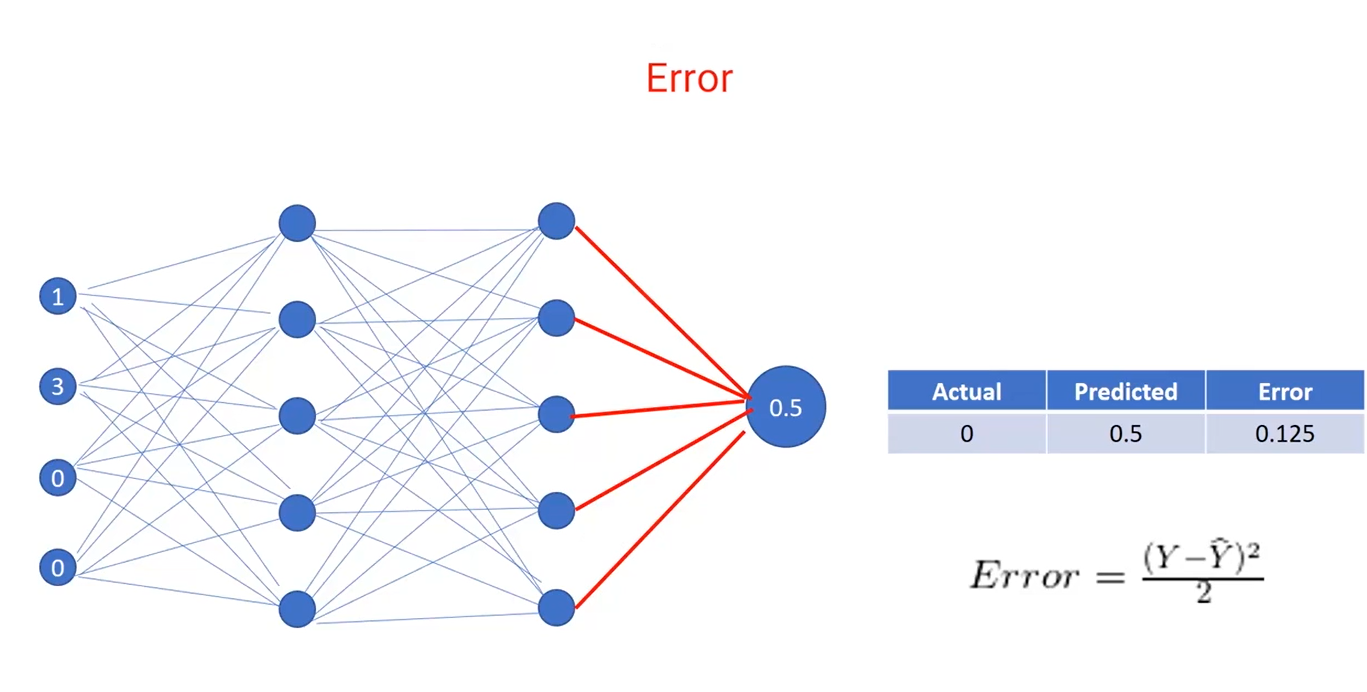 Error
1
3
0
0
0.5
Actual Predicted Error
0 0.5 0.125
Error = (Y − Ŷ)² / 2